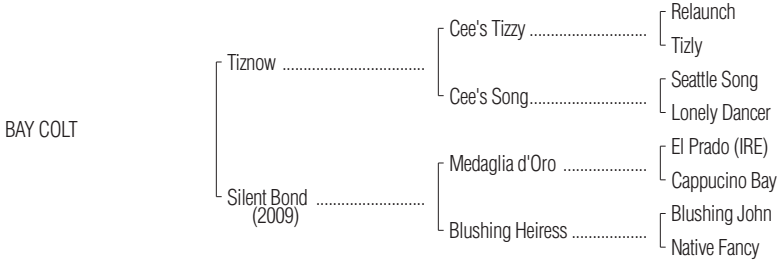 Relaunch
Cee's Tizzy ........................
Tizly
Tiznow .............................
Seattle Song
Cee's Song........................
Lonely Dancer
BAY COLT
El Prado (IRE)
Medaglia d'Oro .................
Cappucino Bay
Silent Bond ......................
(2009)
Blushing John
Blushing Heiress ................
Native Fancy